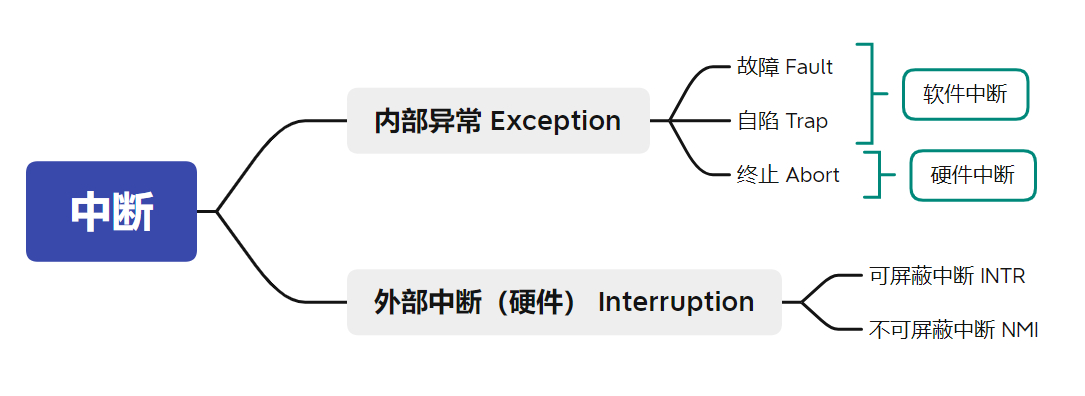 中断
内部异常 Exception
故障 Fault
自陷 Trap
终止 Abort
软件中断
硬件中断
外部中断（硬件） Interruption
可屏蔽中断 INTR
不可屏蔽中断 NMI